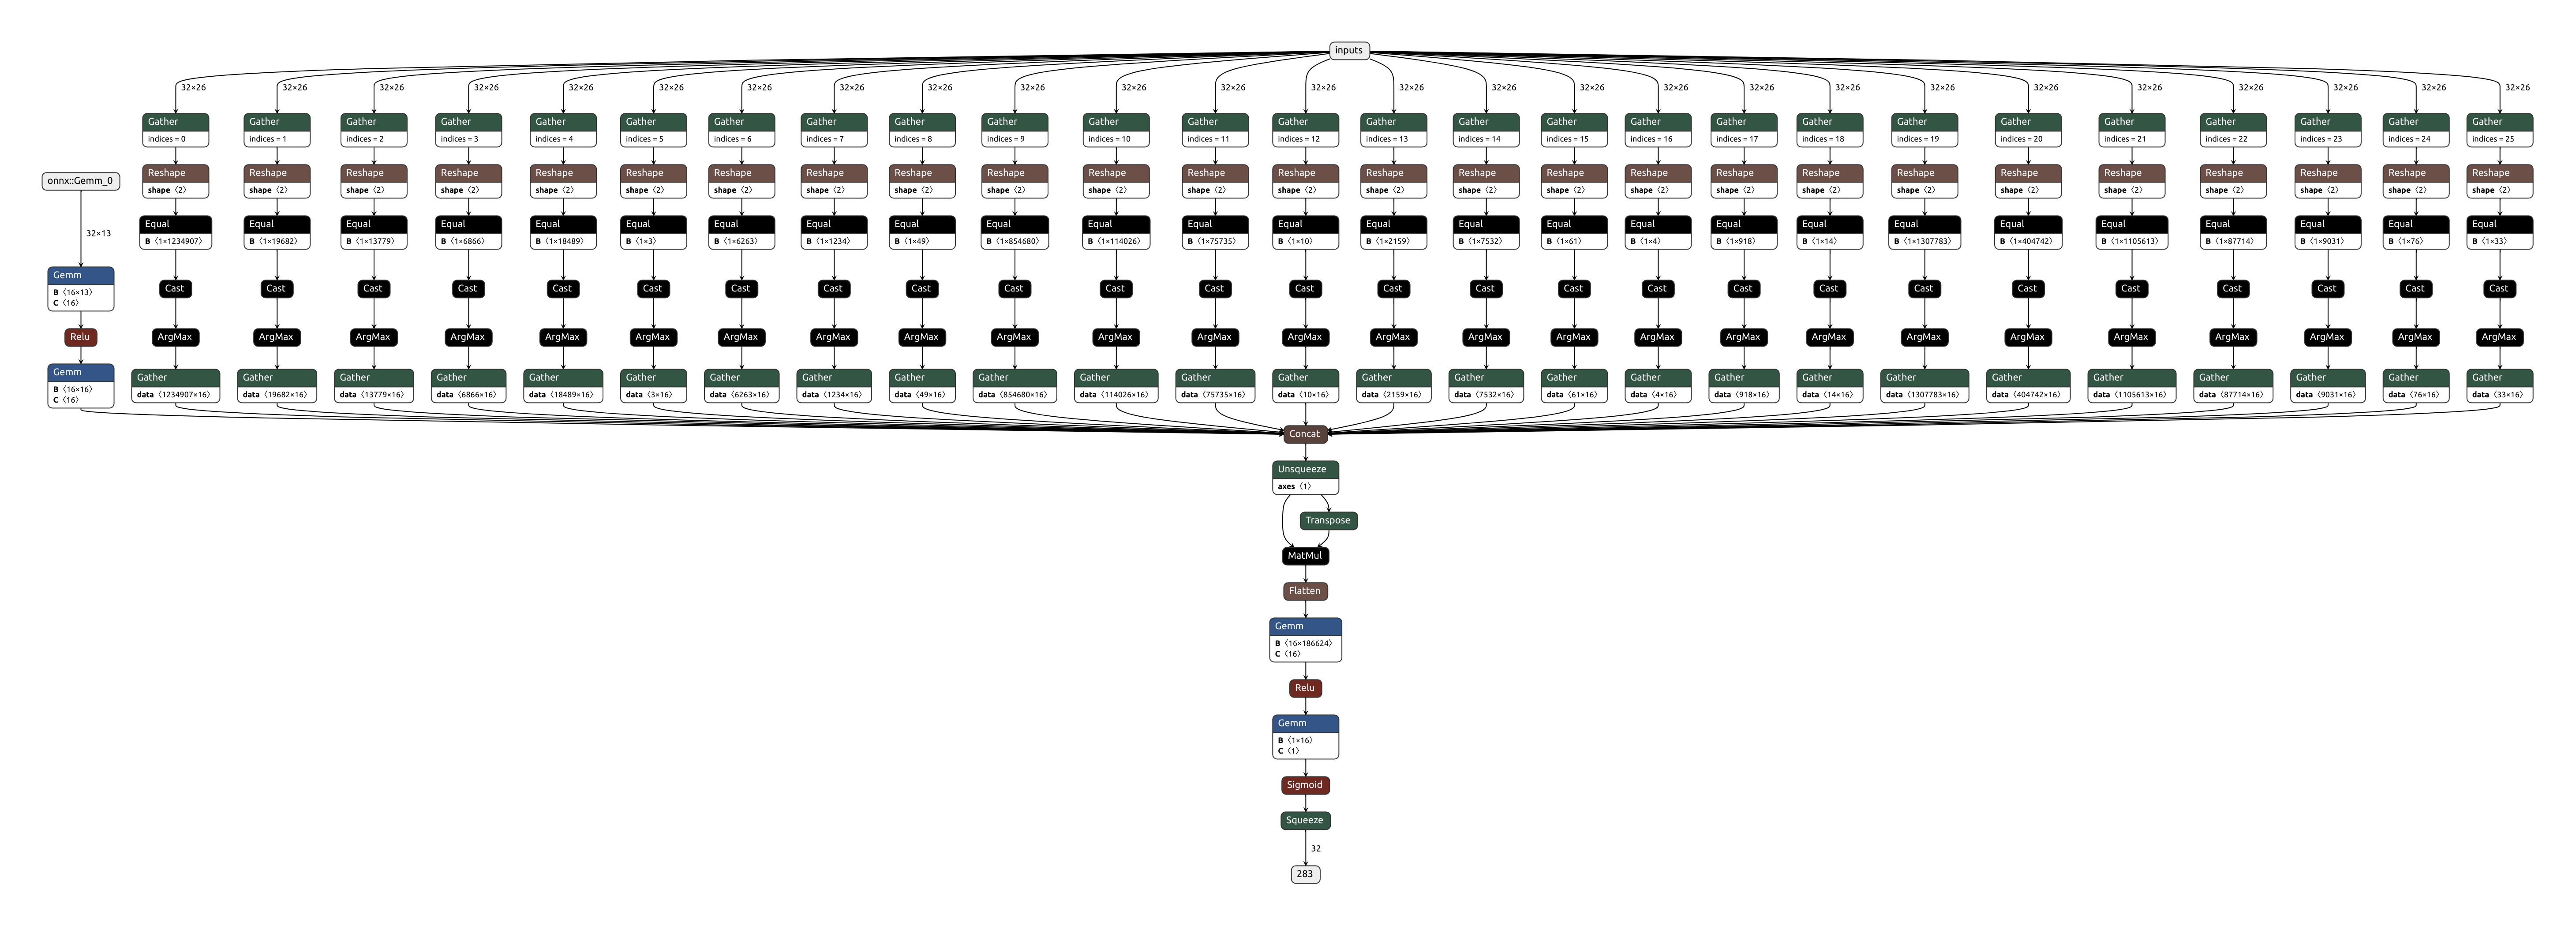 inputs
32×26 32×26 32×26 32×26 32×26 32×26 32×26 32×26 32×26 32×26 32×26 32×26 32×26 32×26 32×26 32×26 32×26 32×26 32×26 32×26 32×26 32×26 32×26 32×26 32×26 32×26
Gather Gather Gather Gather Gather Gather Gather Gather Gather Gather Gather Gather Gather Gather Gather Gather Gather Gather Gather Gather Gather Gather Gather Gather Gather Gather
indices = 0 indices = 1 indices = 2 indices = 3 indices = 4 indices = 5 indices = 6 indices = 7 indices = 8 indices = 9 indices = 10 indices = 11 indices = 12 indices = 13 indices = 14 indices = 15 indices = 16 indices = 17 indices = 18 indices = 19 indices = 20 indices = 21 indices = 22 indices = 23 indices = 24 indices = 25
Reshape Reshape Reshape Reshape Reshape Reshape Reshape Reshape Reshape Reshape Reshape Reshape Reshape Reshape Reshape Reshape Reshape Reshape Reshape Reshape Reshape Reshape Reshape Reshape Reshape Reshape
onnx::Gemm_0
shape 〈2〉 shape 〈2〉 shape 〈2〉 shape 〈2〉 shape 〈2〉 shape 〈2〉 shape 〈2〉 shape 〈2〉 shape 〈2〉 shape 〈2〉 shape 〈2〉 shape 〈2〉 shape 〈2〉 shape 〈2〉 shape 〈2〉 shape 〈2〉 shape 〈2〉 shape 〈2〉 shape 〈2〉 shape 〈2〉 shape 〈2〉 shape 〈2〉 shape 〈2〉 shape 〈2〉 shape 〈2〉 shape 〈2〉
Equal Equal Equal Equal Equal Equal Equal Equal Equal Equal Equal Equal Equal Equal Equal Equal Equal Equal Equal Equal Equal Equal Equal Equal Equal Equal
32×13
B 〈1×1234907〉 B 〈1×19682〉 B 〈1×13779〉 B 〈1×6866〉 B 〈1×18489〉 B 〈1×3〉 B 〈1×6263〉 B 〈1×1234〉 B 〈1×49〉 B 〈1×854680〉 B 〈1×114026〉 B 〈1×75735〉 B 〈1×10〉 B 〈1×2159〉 B 〈1×7532〉 B 〈1×61〉 B 〈1×4〉 B 〈1×918〉 B 〈1×14〉 B 〈1×1307783〉 B 〈1×404742〉 B 〈1×1105613〉 B 〈1×87714〉 B 〈1×9031〉 B 〈1×76〉 B 〈1×33〉
Gemm
B 〈16×13〉
C 〈16〉
Cast Cast Cast Cast Cast Cast Cast Cast Cast Cast Cast Cast Cast Cast Cast Cast Cast Cast Cast Cast Cast Cast Cast Cast Cast Cast
Relu ArgMax ArgMax ArgMax ArgMax ArgMax ArgMax ArgMax ArgMax ArgMax ArgMax ArgMax ArgMax ArgMax ArgMax ArgMax ArgMax ArgMax ArgMax ArgMax ArgMax ArgMax ArgMax ArgMax ArgMax ArgMax ArgMax
Gemm
B 〈16×16〉
C 〈16〉
Gather Gather Gather Gather Gather Gather Gather Gather Gather Gather Gather Gather Gather Gather Gather Gather Gather Gather Gather Gather Gather Gather Gather Gather Gather Gather
data 〈1234907×16〉 data 〈19682×16〉 data 〈13779×16〉 data 〈6866×16〉 data 〈18489×16〉 data 〈3×16〉 data 〈6263×16〉 data 〈1234×16〉 data 〈49×16〉 data 〈854680×16〉 data 〈114026×16〉 data 〈75735×16〉 data 〈10×16〉 data 〈2159×16〉 data 〈7532×16〉 data 〈61×16〉 data 〈4×16〉 data 〈918×16〉 data 〈14×16〉 data 〈1307783×16〉 data 〈404742×16〉 data 〈1105613×16〉 data 〈87714×16〉 data 〈9031×16〉 data 〈76×16〉 data 〈33×16〉
Concat
Unsqueeze
axes 〈1〉
Transpose
MatMul
Flatten
Gemm
B 〈16×186624〉
C 〈16〉
Relu
Gemm
B 〈1×16〉
C 〈1〉
Sigmoid
Squeeze
32
283